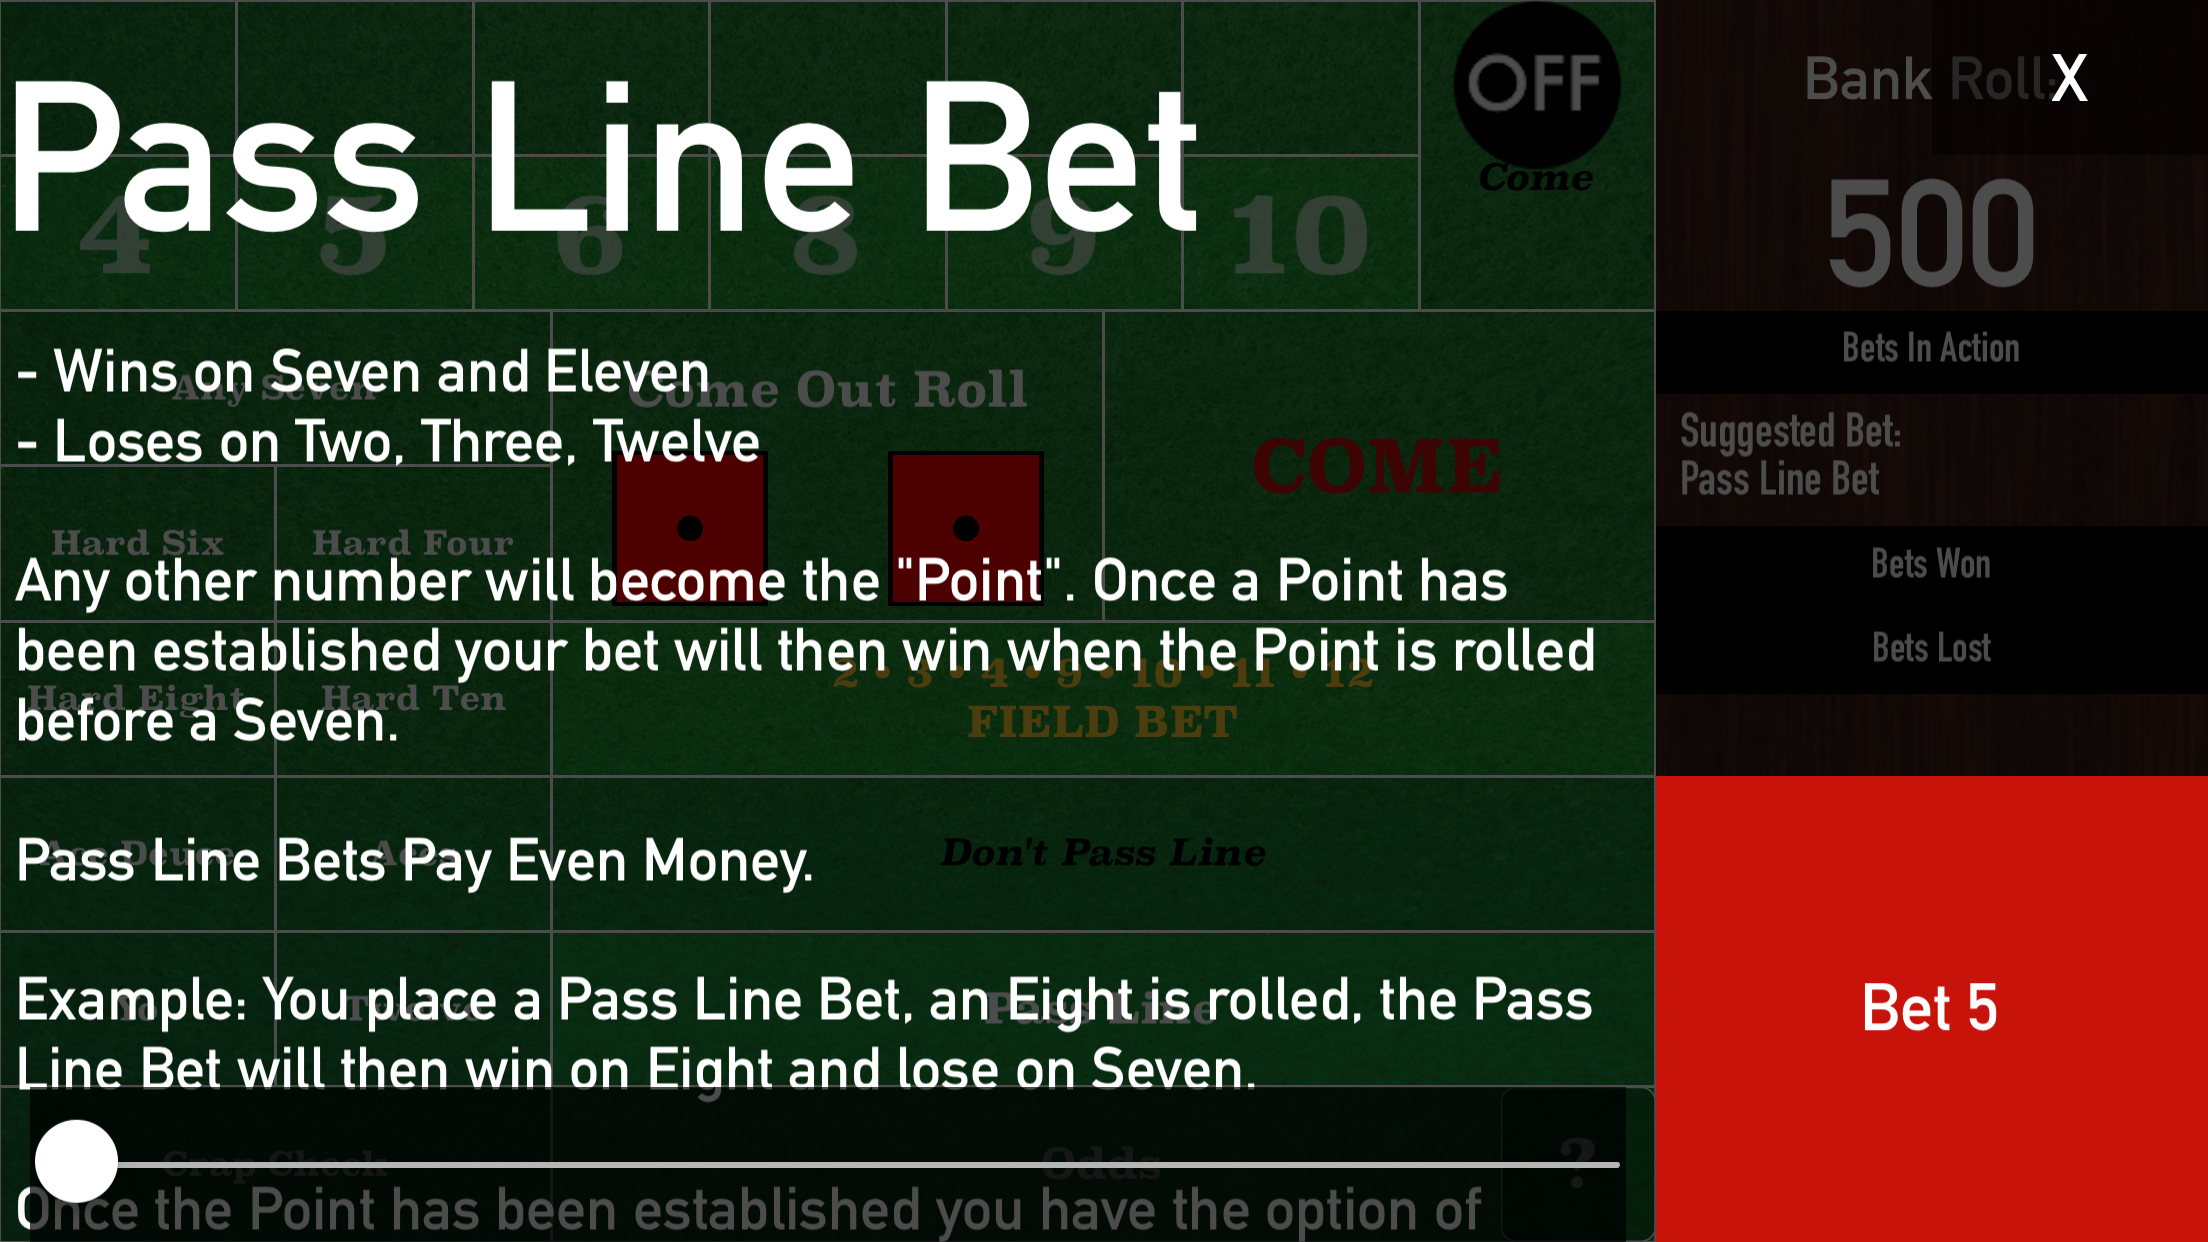 Pass Line Bet
OFF
Come
4 5 6 8 9 10
- Wins on Seven and Eleven
- Loses on Two, Three, Twelve
Any Seven
Come Out Roll
COME
Hard Six
Hard Four
Any other number will become the "Point". Once a Point has
been established your bet will then win when the Point is rolled
before a Seven.
Hard Eight
Hard Ten
2 • 3 • 4 • 9 • 10 • 11 • 12
FIELD BET
Pass Line Bets Pay Even Money.
Ace Deuce
Aces
Don't Pass Line
Example: You place a Pass Line Bet, an Eight is rolled, the Pass
Line Bet will then win on Eight and lose on Seven.
Yo
Twelve
Pass Line
Crap Check
Odds
?
Once the Point has been established you have the option of
Bank Roll:
X
500
Bets In Action
Suggested Bet:
Pass Line Bet
Bets Won
Bets Lost
Bet 5